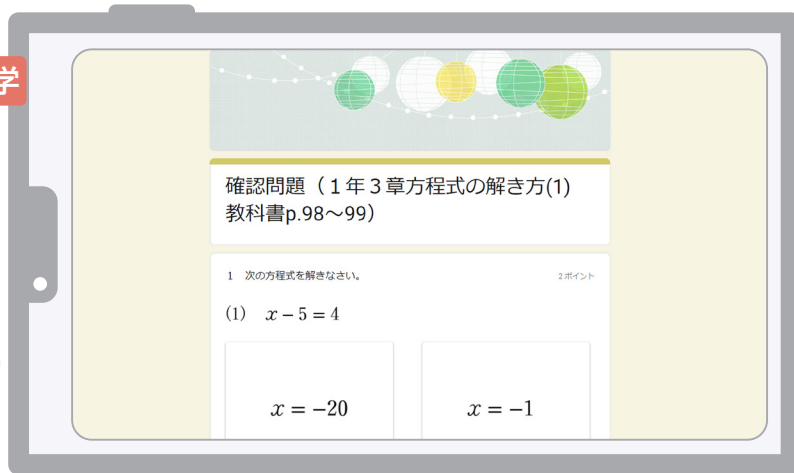 学
確認問題（１年３章方程式の解き方(1)
教科書p.98～99）
1 次の方程式を解きなさい。
2 ポイント
(1) x − 5 = 4
x = −20
x = −1